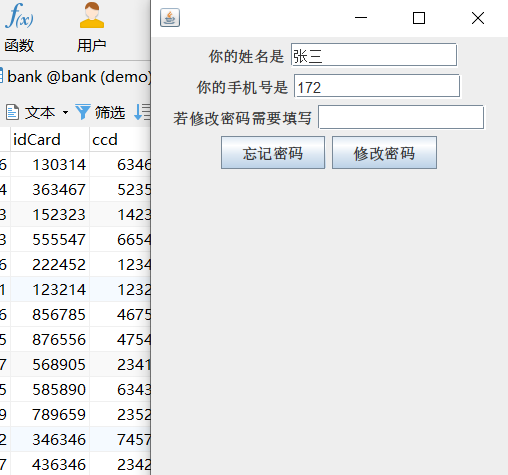 f(x)
函数 用户
bank @bank (demo)
文本 筛选
idCard ccd
6 130314 6346
4 363467 5235
3 152323 1423
3 555547 6654
6 222452 1234
1 123214 1232
6 856785 4675
5 876556 4754
7 568905 2341
5 585890 6343
9 789659 2352
2 346346 7457
7 436346 2342
你的姓名是 张三
你的手机号是 172
若修改密码需要填写
忘记密码 修改密码